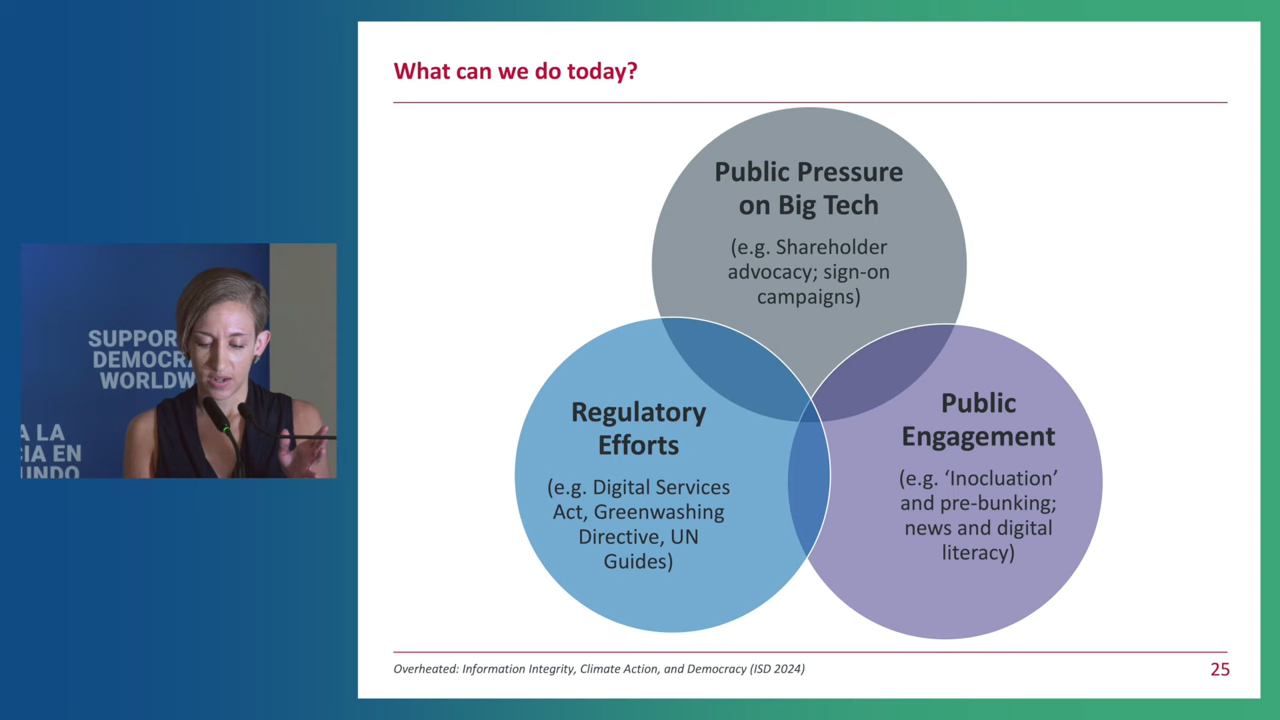 What can we do today?
Public Pressure
on Big Tech
(e.g. Shareholder
advocacy; sign-on
campaigns)
Regulatory
Efforts
(e.g. Digital Services
Act, Greenwashing
Directive, UN
Guides)
Public
Engagement
(e.g. ‘Inocluation’
and pre-bunking;
news and digital
literacy)
Overheated: Information Integrity, Climate Action, and Democracy (ISD 2024)
25
SUPPOR
DEMOCR
WORLDW
A LA
CIA EN
UNDO